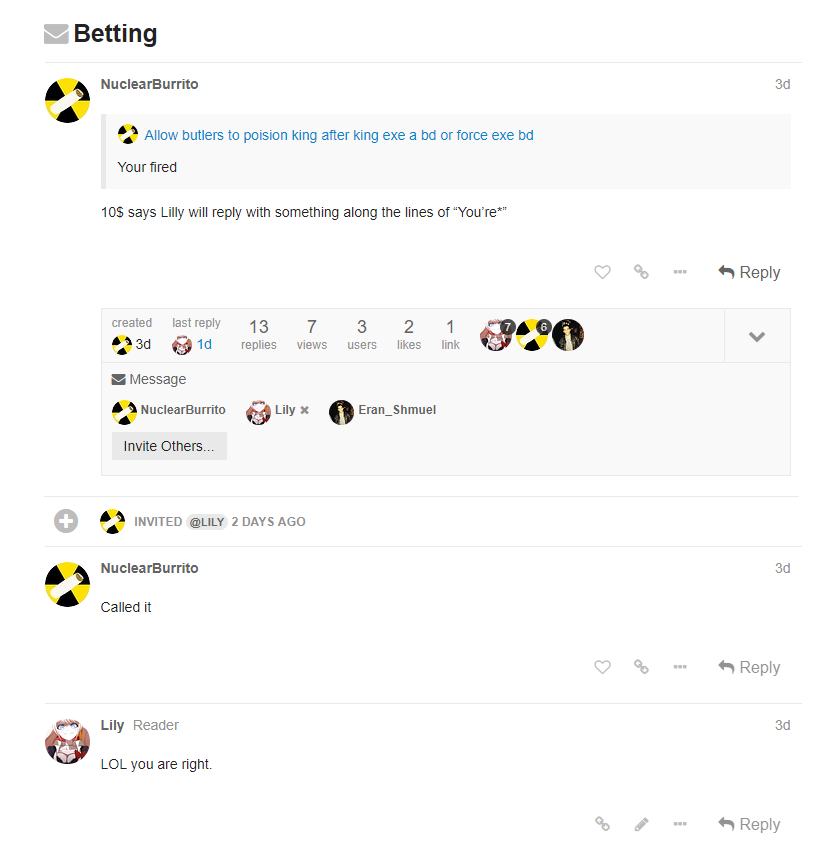 Betting
NuclearBurrito 3d
Allow butlers to poision king after king exe a bd or force exe bd
Your fired
10$ says Lilly will reply with something along the lines of “You’re*”
Reply
created last reply 13 7 3 2 1 7 6
3d 1d replies views users likes link
Message
NuclearBurrito Lily ✖ Eran_Shmuel
Invite Others...
INVITED @LILY 2 DAYS AGO
NuclearBurrito 3d
Called it
Reply
Lily Reader 3d
LOL you are right.
Reply